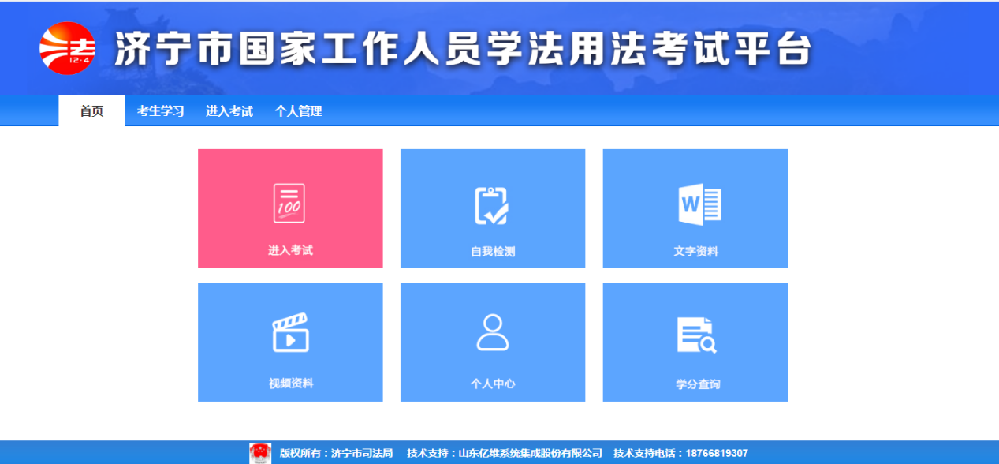 法
12-4
济宁市国家工作人员学法用法考试平台
首页 考生学习 进入考试 个人管理
100
进入考试
自我检测
W
文字资料
视频资料
个人中心
学分查询
版权所有：济宁市司法局 技术支持：山东亿维系统集成股份有限公司 技术支持电话：18766819307